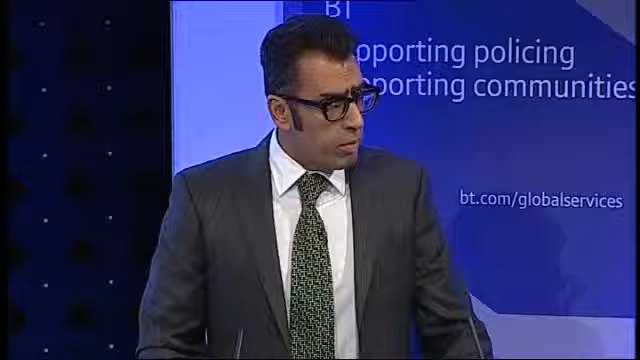 BT
pporting policing
pporting communities
bt.com/globalservices